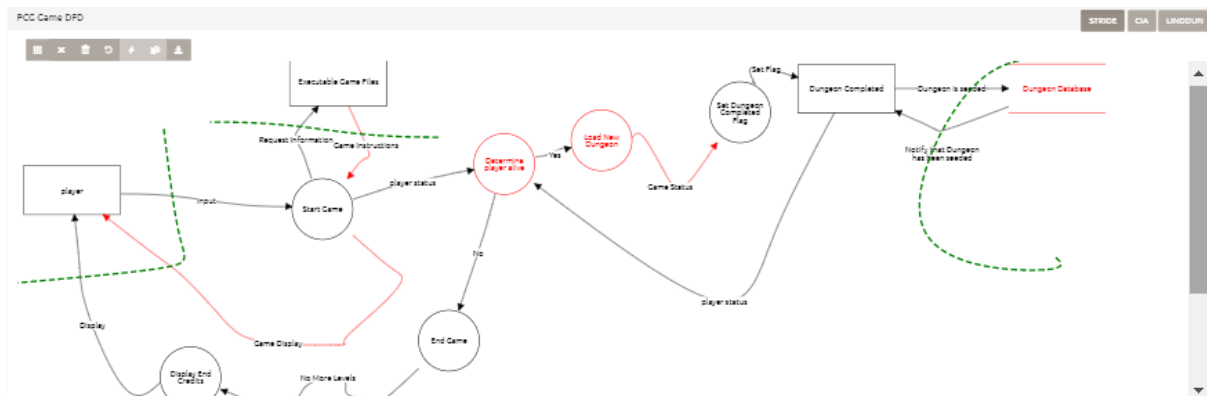 PCG Game DFD
STRIDE
CIA
LINDDUN
Executable Game Files
Set Flag
Dungeon Completed
Dungeon is seeded
Dungeon Database
Set Dungeon
Completed
Flag
Load New
Dungeon
Request Information
Game Instructions
Determine
player alive
Yes
Notify that Dungeon
has been seeded
player
player status
Game Status
Input
Start Game
No
player status
Display
Game Display
End Game
Display End
Credits
No More Levels